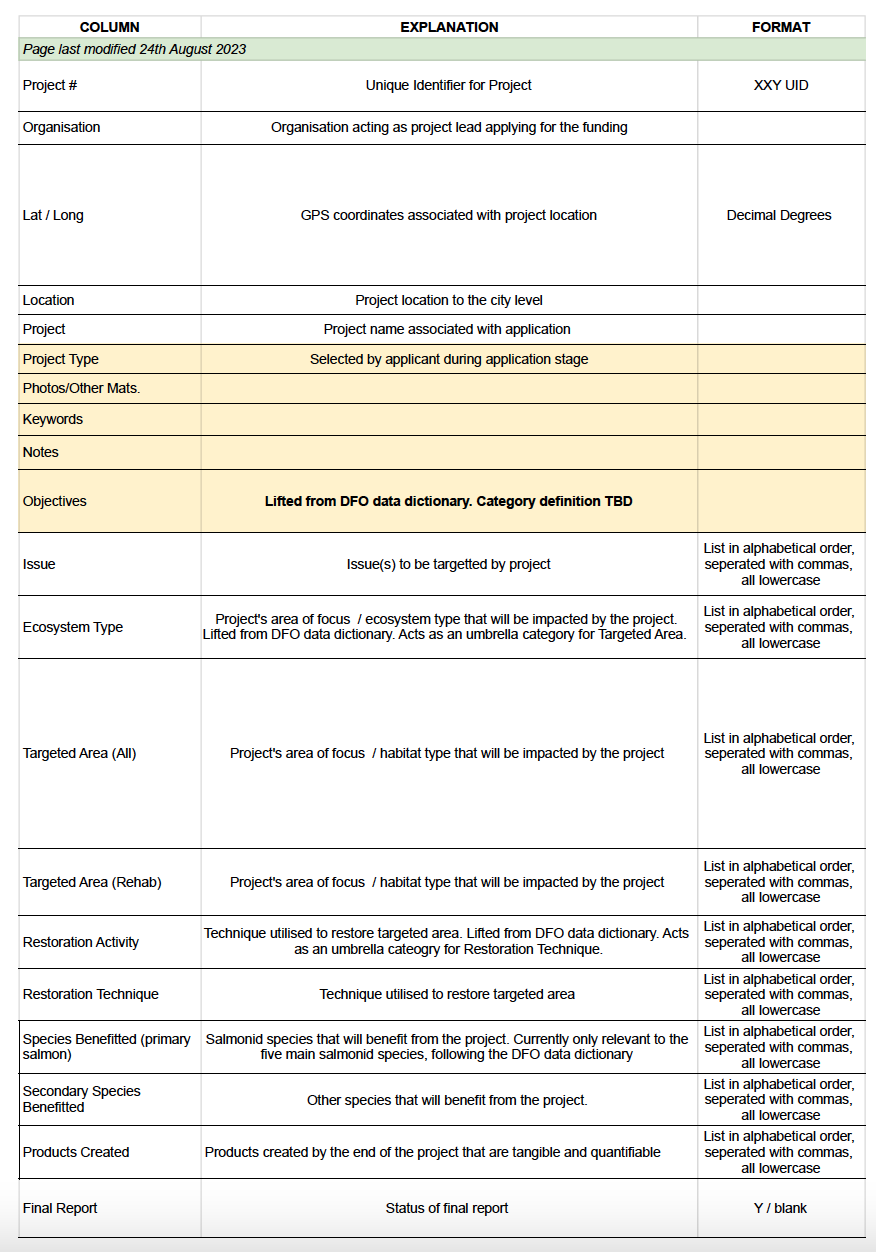 COLUMN EXPLANATION FORMAT
Page last modified 24th August 2023
Project # Unique Identifier for Project XXY UID
Organisation Organisation acting as project lead applying for the funding
Lat / Long GPS coordinates associated with project location Decimal Degrees
Location Project location to the city level
Project Project name associated with application
Project Type Selected by applicant during application stage
Photos/Other Mats.
Keywords
Notes
Objectives Lifted from DFO data dictionary. Category definition TBD
Issue
Issue(s) to be targetted by project
List in alphabetical order,
seperated with commas,
all lowercase
Ecosystem Type
Project's area of focus / ecosystem type that will be impacted by the project.
Lifted from DFO data dictionary. Acts as an umbrella category for Targeted Area.
List in alphabetical order,
seperated with commas,
all lowercase
Targeted Area (All)
Project's area of focus / habitat type that will be impacted by the project
List in alphabetical order,
seperated with commas,
all lowercase
Targeted Area (Rehab)
Project's area of focus / habitat type that will be impacted by the project
List in alphabetical order,
seperated with commas,
all lowercase
Restoration Activity
Technique utilised to restore targeted area. Lifted from DFO data dictionary. Acts
as an umbrella cateogry for Restoration Technique.
List in alphabetical order,
seperated with commas,
all lowercase
Restoration Technique
Technique utilised to restore targeted area
List in alphabetical order,
seperated with commas,
all lowercase
Species Benefitted (primary
salmon)
Salmonid species that will benefit from the project. Currently only relevant to the
five main salmonid species, following the DFO data dictionary
List in alphabetical order,
seperated with commas,
all lowercase
Secondary Species
Benefitted
Other species that will benefit from the project.
List in alphabetical order,
seperated with commas,
all lowercase
Products Created
Products created by the end of the project that are tangible and quantifiable
List in alphabetical order,
seperated with commas,
all lowercase
Final Report Status of final report Y / blank